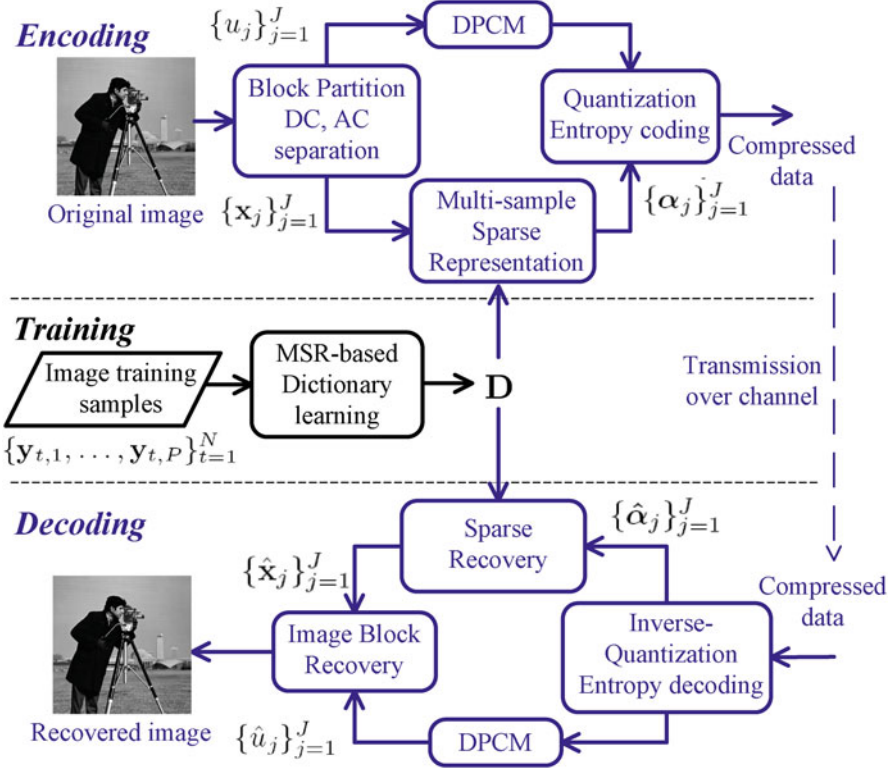 Encoding
{u_j}_{j=1}^J
DPCM
Block Partition
DC, AC
separation
Quantization
Entropy coding
Compressed
data
Original image
{x_j}_{j=1}^J
Multi-sample
Sparse
Representation
{α_j}_{j=1}^J
Training
Image training
samples
MSR-based
Dictionary
learning
D
Transmission
over channel
{y_{t,1}, . . . , y_{t,P}}_{t=1}^N
Decoding
Sparse
Recovery
{α̂_j}_{j=1}^J
{x̂_j}_{j=1}^J
Compressed
data
Image Block
Recovery
Inverse-
Quantization
Entropy decoding
Recovered image
{û_j}_{j=1}^J
DPCM